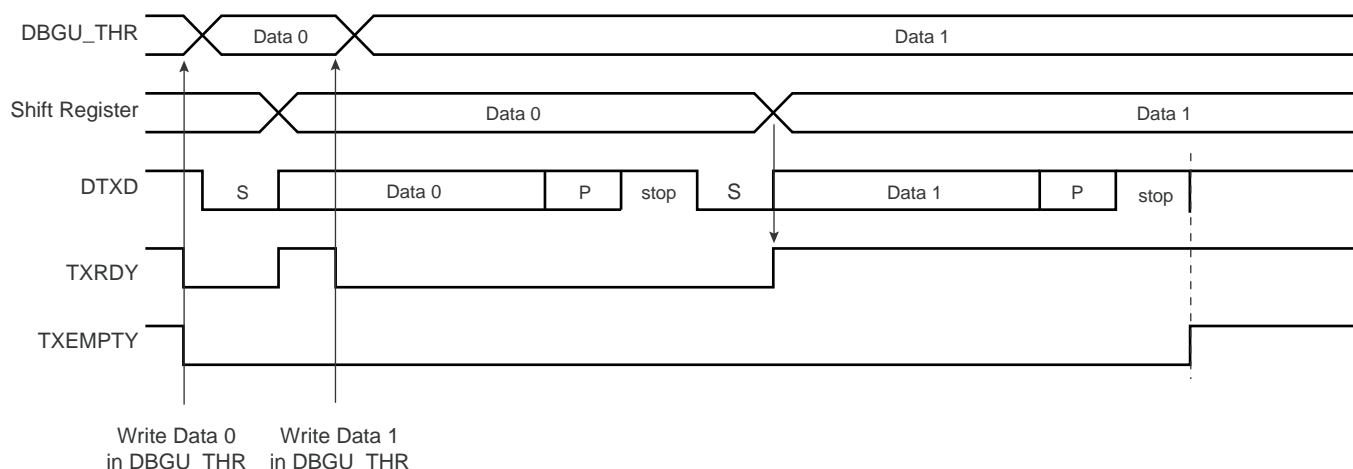 DBGU_THR
Data 0
Data 1
Shift Register
Data 0
Data 1
DTXD
S
Data 0
P
stop
S
Data 1
P
stop
TXRDY
TXEMPTY
Write Data 0
in DBGU_THR
Write Data 1
in DBGU_THR